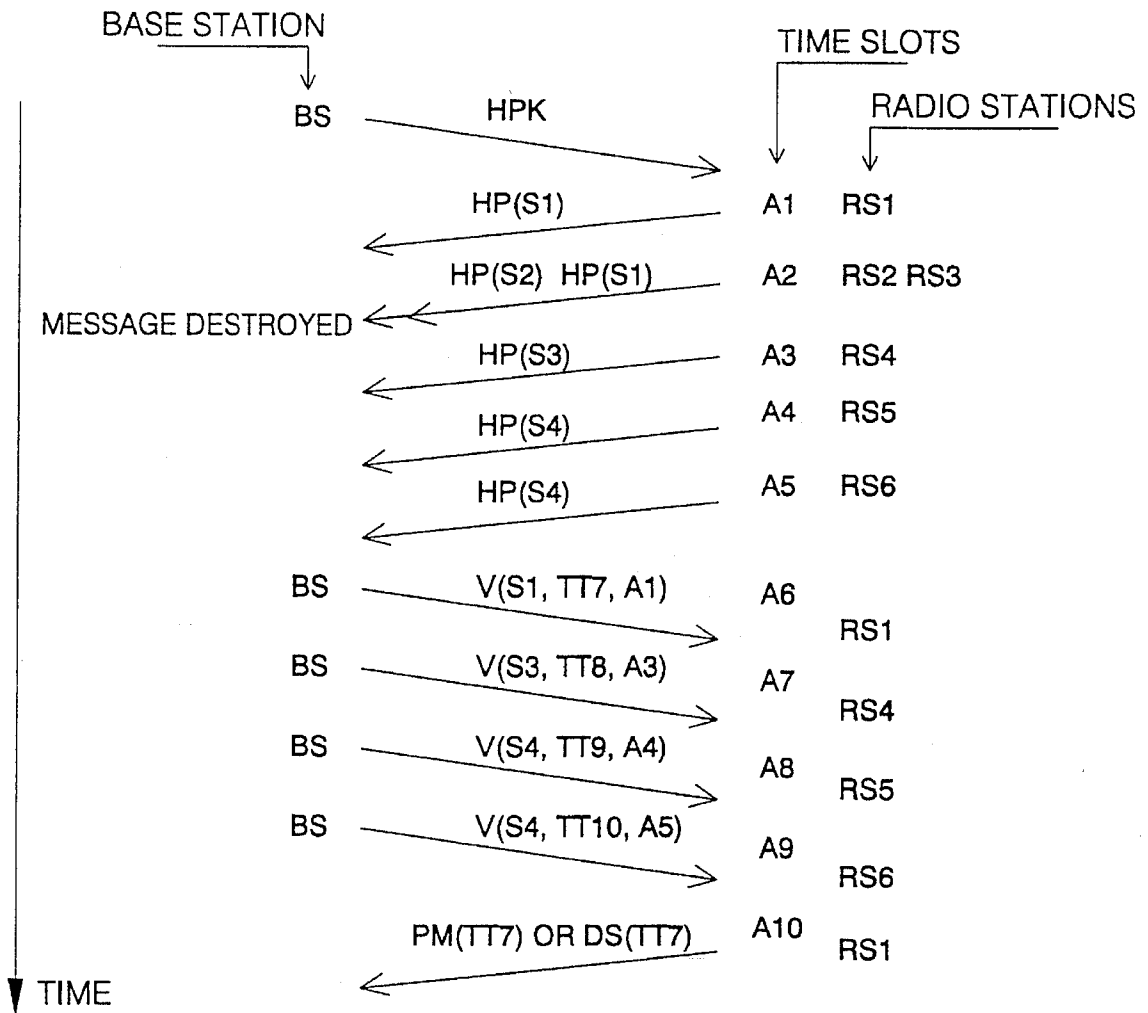 BASE STATION
TIME SLOTS
RADIO STATIONS
BS HPK
HP(S1) A1 RS1
HP(S2) HP(S1) A2 RS2 RS3
MESSAGE DESTROYED
HP(S3) A3 RS4
HP(S4) A4 RS5
HP(S4) A5 RS6
BS V(S1, TT7, A1) A6
RS1
BS V(S3, TT8, A3) A7
RS4
BS V(S4, TT9, A4) A8
RS5
BS V(S4, TT10, A5) A9
RS6
PM(TT7) OR DS(TT7) A10 RS1
TIME